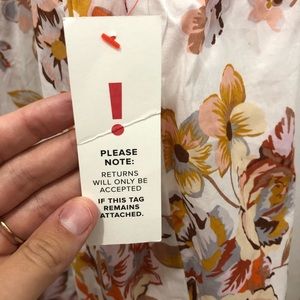 !
PLEASE
NOTE:
RETURNS
WILL ONLY BE
ACCEPTED
IF THIS TAG
REMAINS
ATTACHED.